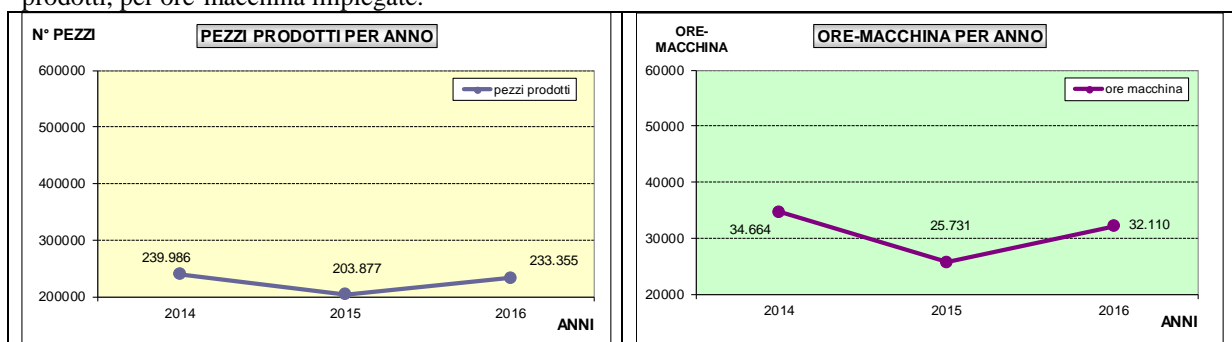 prodotti, per ore-macchina impiegate.
N° PEZZI
PEZZI PRODOTTI PER ANNO
600000
pezzi prodotti
500000
400000
300000
239.986
203.877
233.355
200000
2014
2015
2016
ANNI
ORE-
MACCHINA
ORE-MACCHINA PER ANNO
60000
ore macchina
50000
40000
34.664
25.731
32.110
30000
20000
2014
2015
2016
ANNI